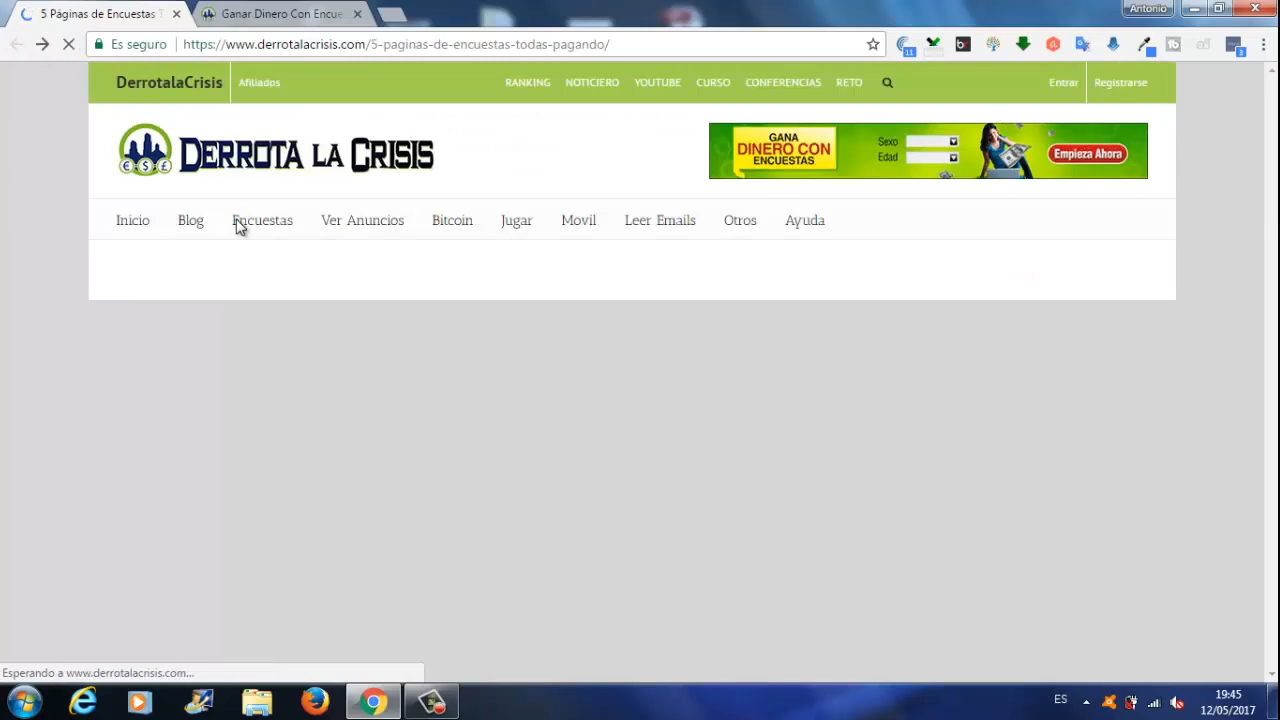 5 Páginas de Encuestas T
Ganar Dinero Con Encue
Antonio
Es seguro
https://www.derrotalacrisis.com/5-paginas-de-encuestas-todas-pagando/
11
3
DerrotalaCrisis
Afiliados
RANKING
NOTICIERO
YOUTUBE
CURSO
CONFERENCIAS
RETO
Entrar
Registrarse
DERROTA LA CRISIS
GANA
DINERO CON
ENCUESTAS
Sexo
Edad
Empieza Ahora
Inicio
Blog
Encuestas
Ver Anuncios
Bitcoin
Jugar
Movil
Leer Emails
Otros
Ayuda
Esperando a www.derrotalacrisis.com...
ES
19:45
12/05/2017